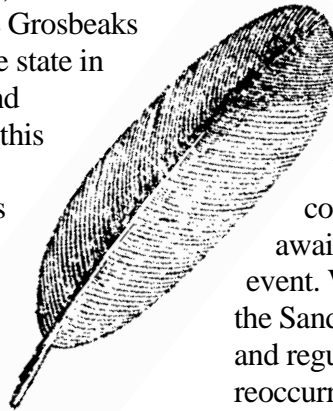 Grosbeaks
e state in
nd
this
s
co
awai
event. W
the Sand
and regu
reoccurr